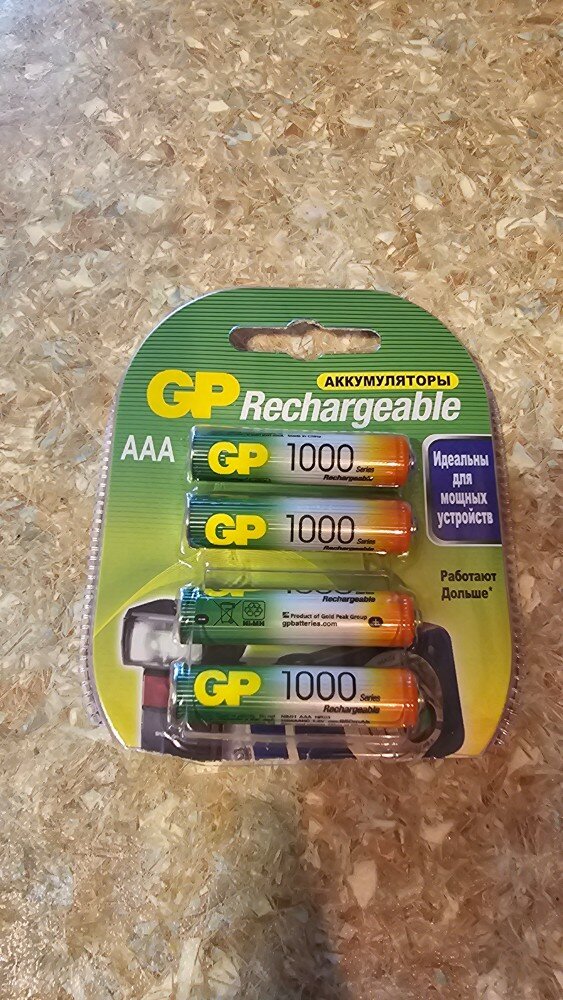 АККУМУЛЯТОРЫ
GP Rechargeable
AAA
GP 1000 Series
Rechargeable
Идеальны
для
мощных
устройств
GP 1000 Series
Rechargeable
Работают
Дольше*
Rechargeable
NI-MH
Product of Gold Peak Group
gpbatteries.com
GP 1000 Series
Rechargeable